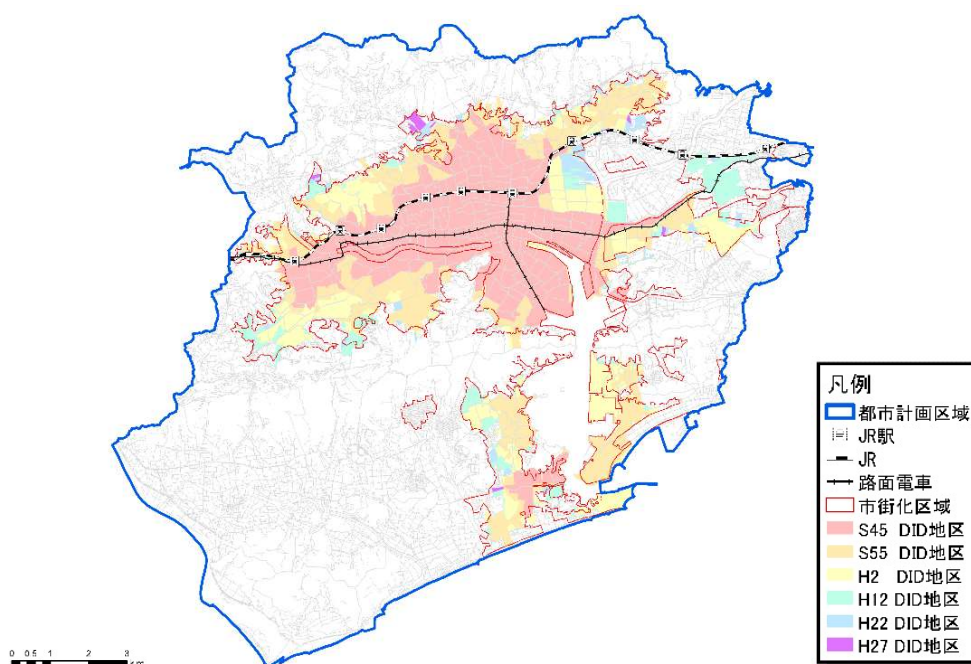 凡例
都市計画区域
JR駅
JR
路面電車
市街化区域
S45 DID地区
S55 DID地区
H2 DID地区
H12 DID地区
H22 DID地区
H27 DID地区
0 0.5 1 2 3